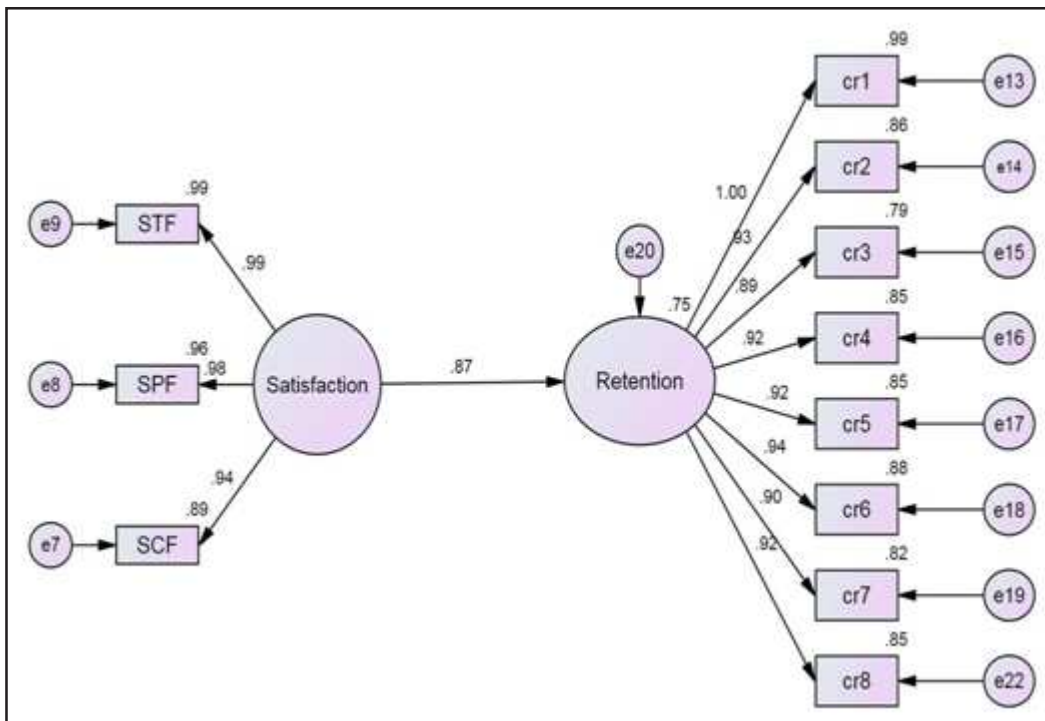 .99
cr1
e13
.86
cr2
e14
1.00
.99
.79
e9
STF
.93
cr3
e15
e20
.99
.89
.75
.85
.92
cr4
e16
.96
.98
e8
SPF
Satisfaction
.87
Retention
.85
.92
cr5
e17
.94
.94
.88
.89
.90
cr6
e18
e7
SCF
.92
.82
cr7
e19
.85
cr8
e22